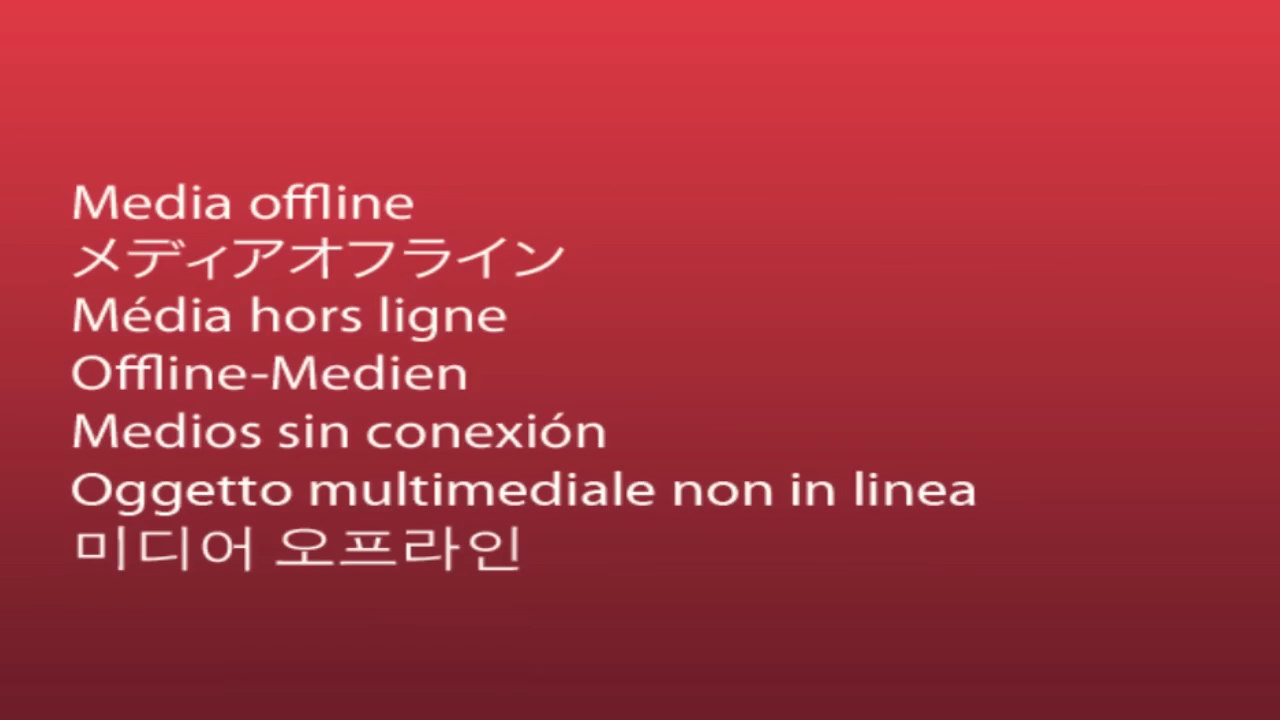 Media offline
メディアオフライン
Média hors ligne
Offline-Medien
Medios sin conexión
Oggetto multimediale non in linea
미디어 오프라인